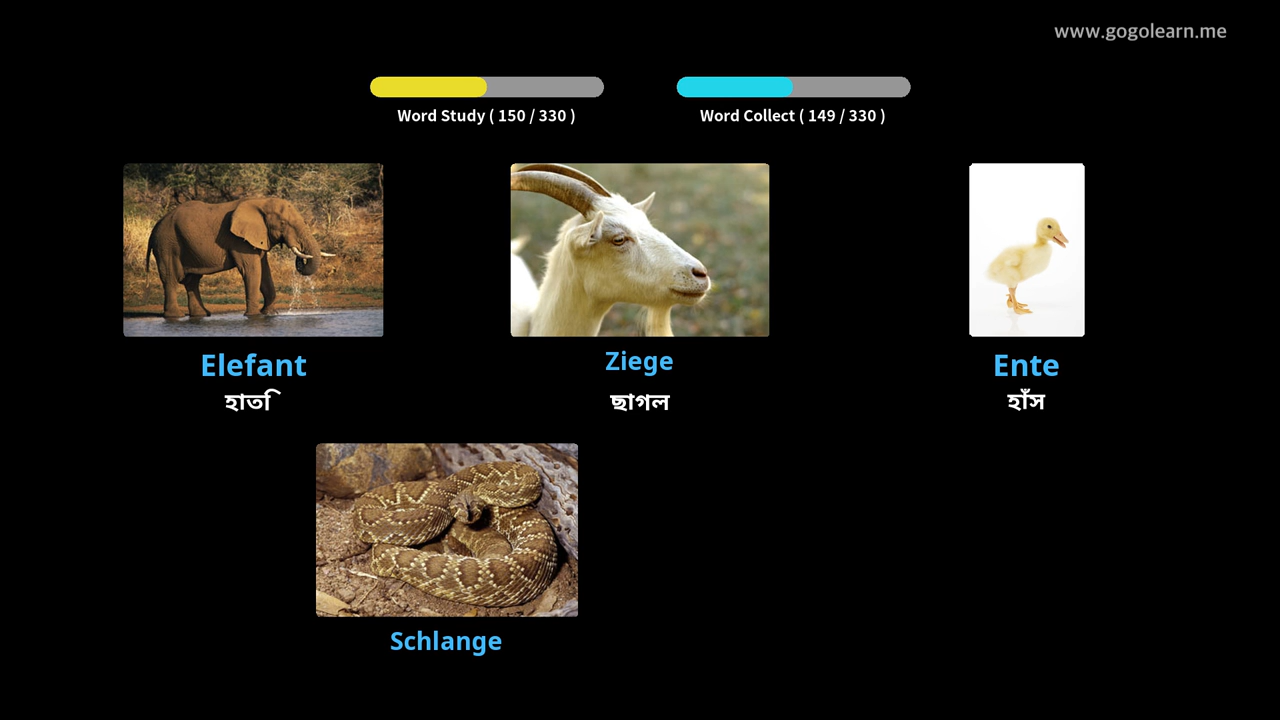 www.gogolearn.me
Word Study ( 150 / 330 )
Word Collect ( 149 / 330 )
Elefant
হাতি
Ziege
ছাগল
Ente
হাঁস
Schlange